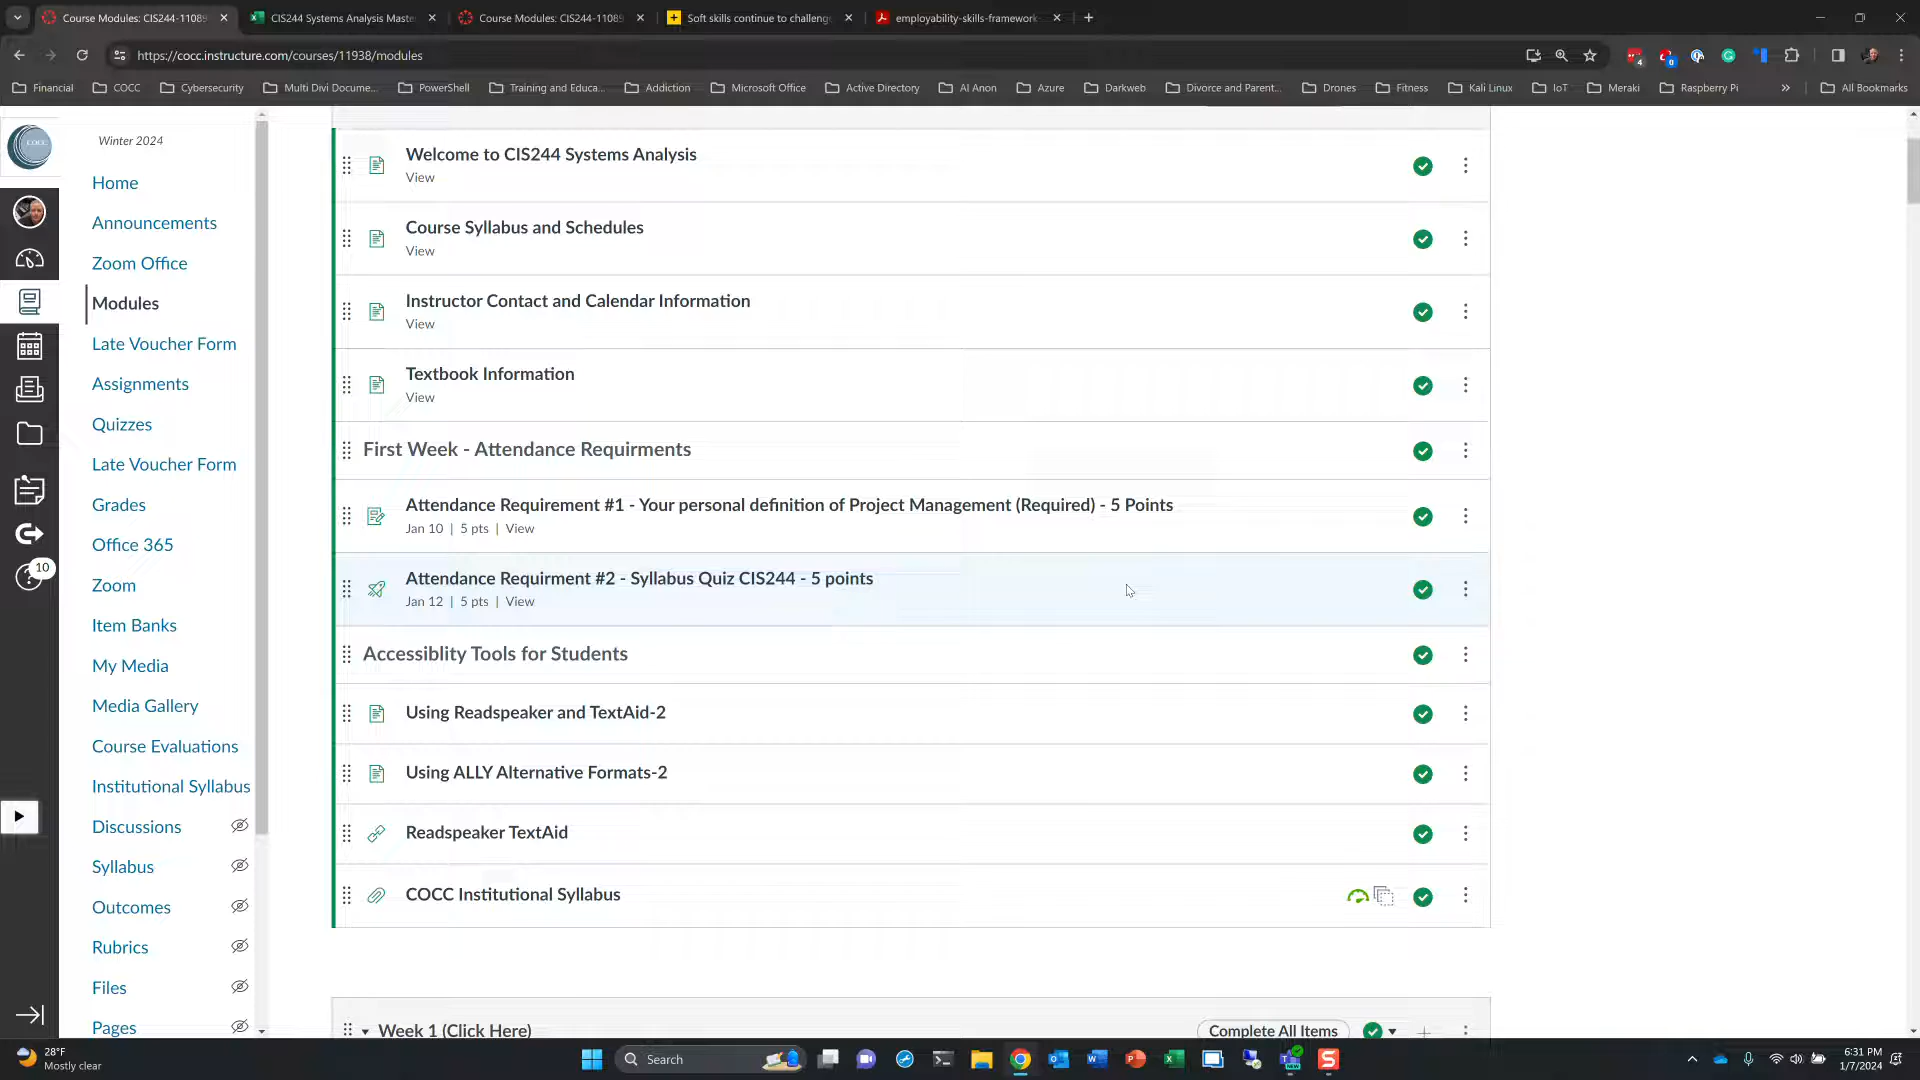 Course Modules: CIS244-11089
CIS244 Systems Analysis Maste
Course Modules: CIS244-11089
Soft skills continue to challeng
employability-skills-framework
https://cocc.instructure.com/courses/11938/modules
4
0
Financial
COCC
Cybersecurity
Multi Divi Docume...
PowerShell
Training and Educa...
Addiction
Microsoft Office
Active Directory
AI Anon
Azure
Darkweb
Divorce and Parent...
Drones
Fitness
Kali Linux
IoT
Meraki
Raspberry Pi
»
All Bookmarks
COCC
Winter 2024
Home
Announcements
Zoom Office
Modules
Late Voucher Form
Assignments
Quizzes
Late Voucher Form
Grades
Office 365
Zoom
Item Banks
My Media
Media Gallery
Course Evaluations
Institutional Syllabus
Discussions
Syllabus
Outcomes
Rubrics
Files
Pages
10
Welcome to CIS244 Systems Analysis
View
Course Syllabus and Schedules
View
Instructor Contact and Calendar Information
View
Textbook Information
View
First Week - Attendance Requirments
Attendance Requirement #1 - Your personal definition of Project Management (Required) - 5 Points
Jan 10 | 5 pts | View
Attendance Requirment #2 - Syllabus Quiz CIS244 - 5 points
Jan 12 | 5 pts | View
Accessiblity Tools for Students
Using Readspeaker and TextAid-2
Using ALLY Alternative Formats-2
Readspeaker TextAid
COCC Institutional Syllabus
Week 1 (Click Here)
Complete All Items
28°F
Mostly clear
Search
NEW
6:31 PM
1/7/2024